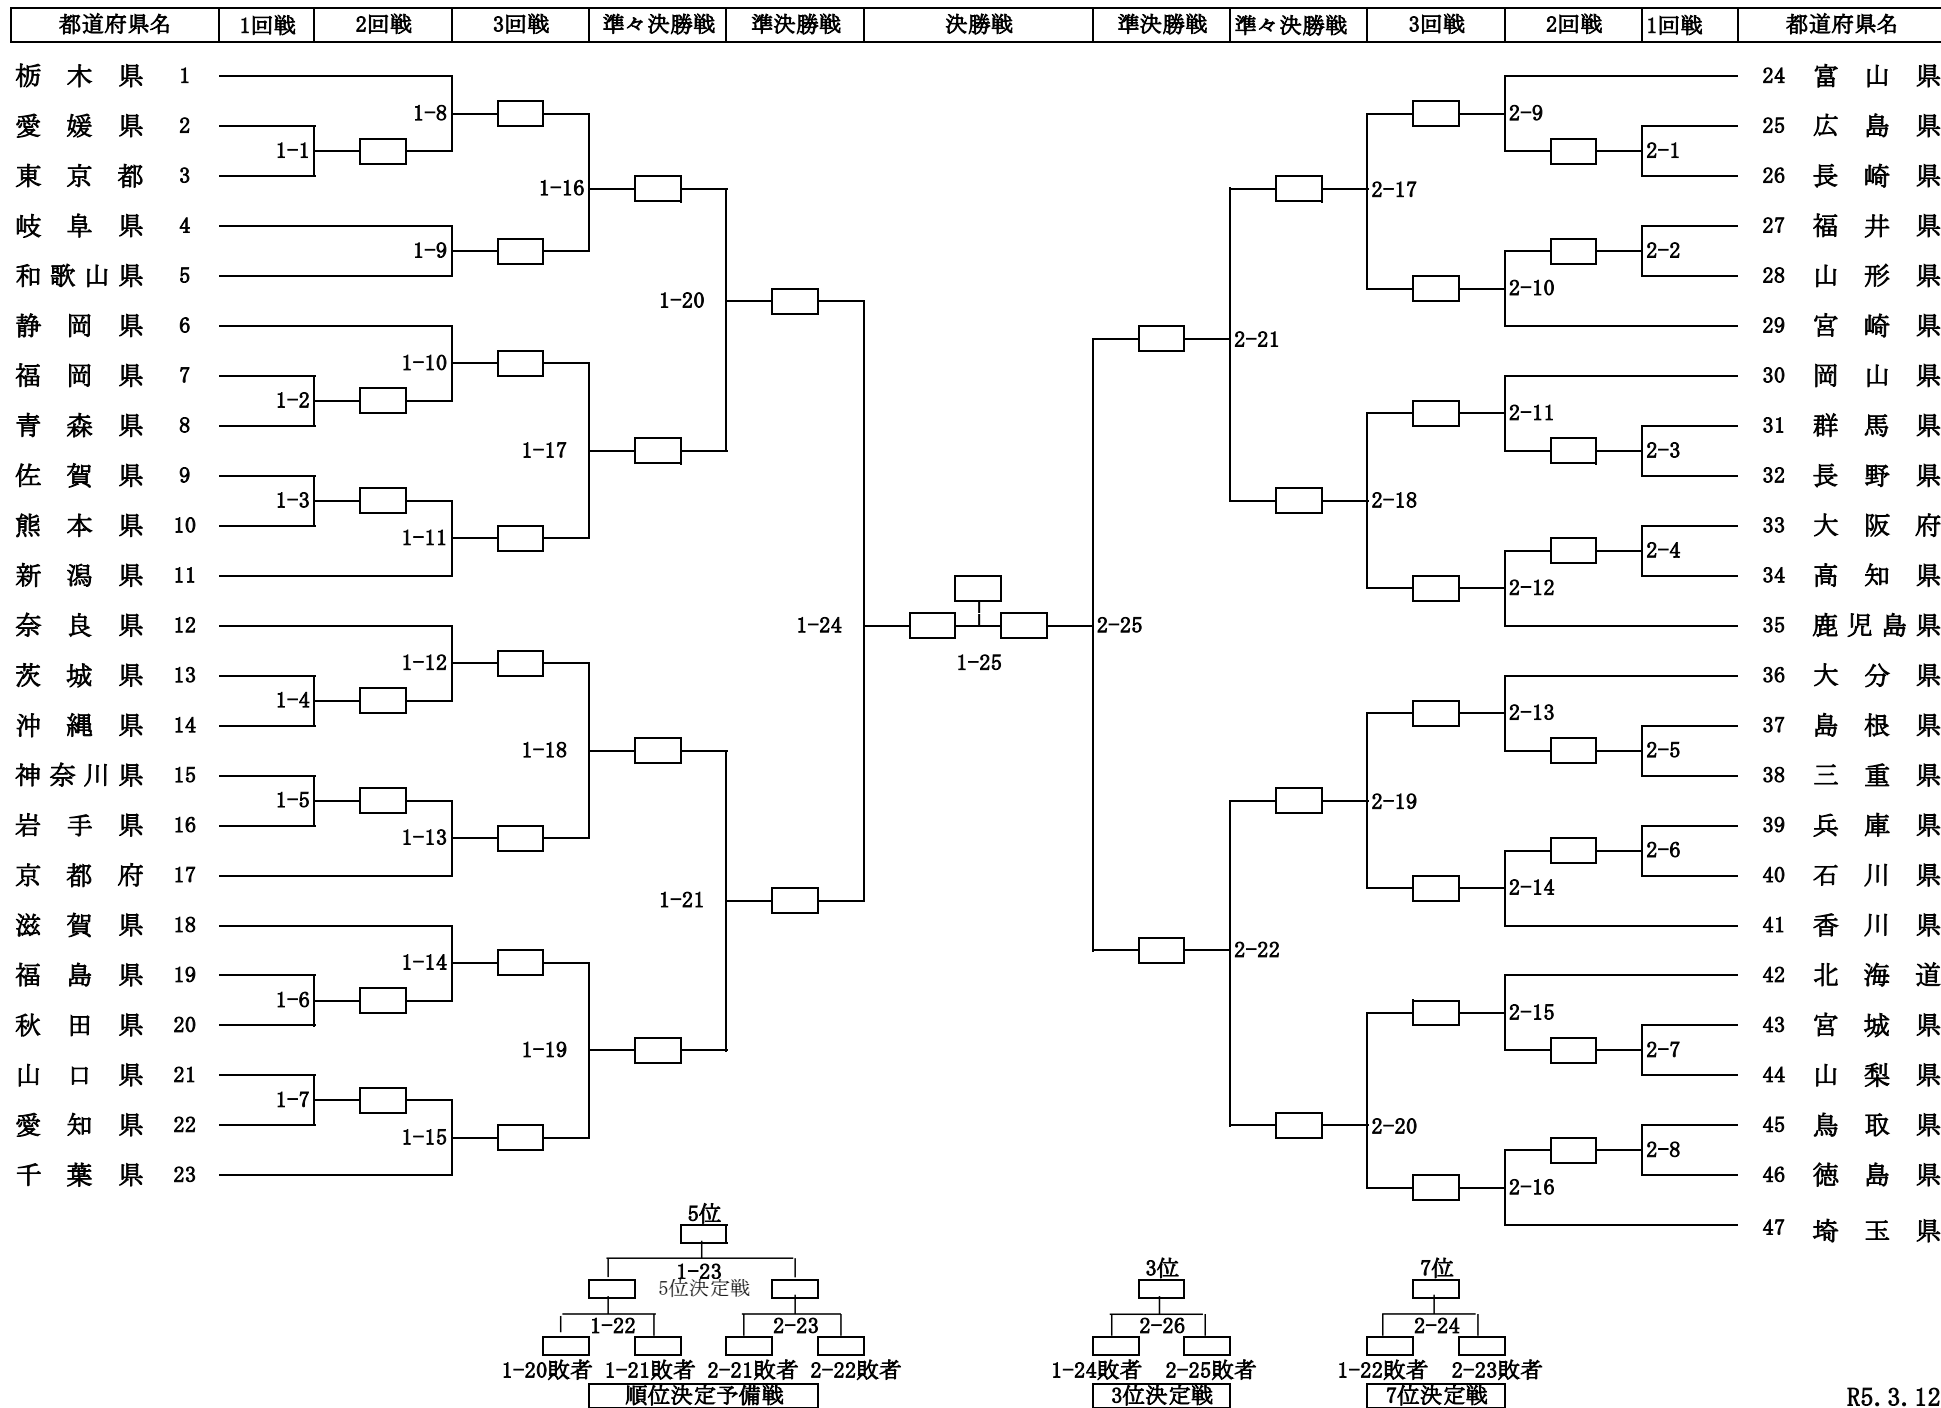 都道府県名 1回戦 2回戦 3回戦 準々決勝戦 準決勝戦 決勝戦 準決勝戦 準々決勝戦 3回戦 2回戦 1回戦 都道府県名
栃木県 1 24 富山県
1-8 2-9
愛媛県 2 25 広島県
1-1 2-1
東京都 3 26 長崎県
1-16 2-17
岐阜県 4 27 福井県
1-9 2-2
和歌山県 5 28 山形県
1-20 2-10
静岡県 6 29 宮崎県
2-21
1-10
福岡県 7 30 岡山県
1-2 2-11
青森県 8 31 群馬県
1-17 2-3
佐賀県 9 32 長野県
1-3 2-18
熊本県 10 33 大阪府
1-11 2-4
新潟県 11 34 高知県
2-12
奈良県 12 1-24 2-25 35 鹿児島県
1-12 1-25
茨城県 13 36 大分県
1-4 2-13
沖縄県 14 37 島根県
1-18 2-5
神奈川県 15 38 三重県
1-5 2-19
岩手県 16 39 兵庫県
1-13 2-6
京都府 17 40 石川県
1-21 2-14
滋賀県 18 41 香川県
1-14 2-22
福島県 19 42 北海道
1-6 2-15
秋田県 20 43 宮城県
1-19 2-7
山口県 21 44 山梨県
1-7
愛知県 22 2-20 45 鳥取県
1-15 2-8
千葉県 23 46 徳島県
2-16
5位
47 埼玉県
1-23 3位 7位
5位決定戦
1-22 2-23 2-26 2-24
1-20敗者 1-21敗者 2-21敗者 2-22敗者 1-24敗者 2-25敗者 1-22敗者 2-23敗者
順位決定予備戦 3位決定戦 7位決定戦 R5.3.12